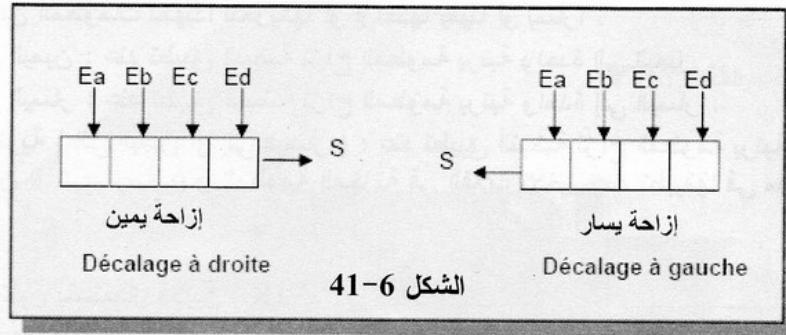 Ea Eb Ec Ed
S
إزاحة يمين
Décalage à droite
Ea Eb Ec Ed
S
إزاحة يسار
Décalage à gauche
الشكل 6-41